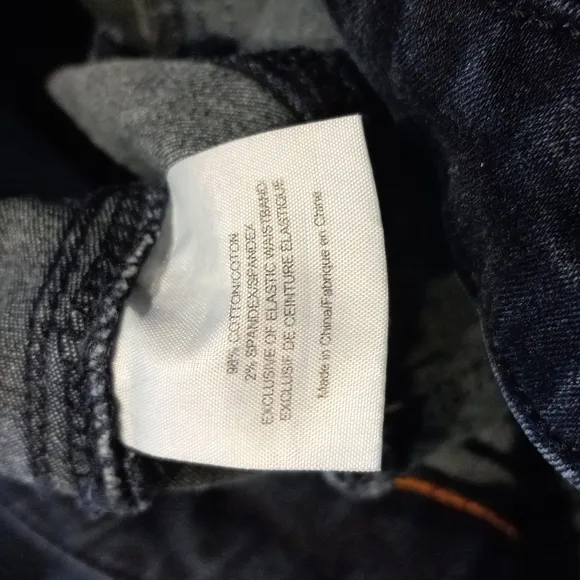 98% COTTON/COTON
2% SPANDEX/SPANDEX
EXCLUSIVE OF ELASTIC WAISTBAND/
EXCLUSIF DE CEINTURE ÉLASTIQUE
Made in China/Fabrique en Chine